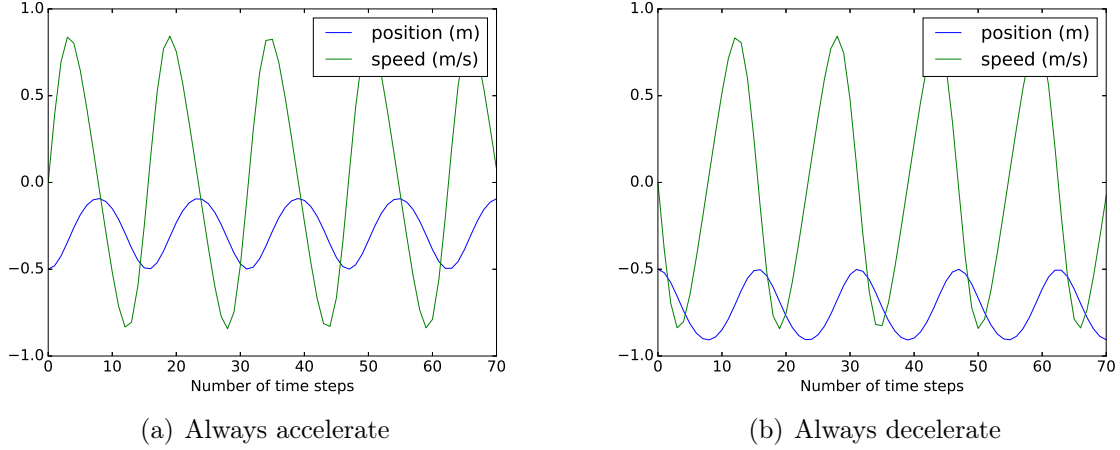 1.0
0.5
0.0
−0.5
−1.0
0 10 20 30 40 50 60 70
Number of time steps
position (m)
speed (m/s)
(a) Always accelerate
1.0
0.5
0.0
−0.5
−1.0
0 10 20 30 40 50 60 70
Number of time steps
position (m)
speed (m/s)
(b) Always decelerate